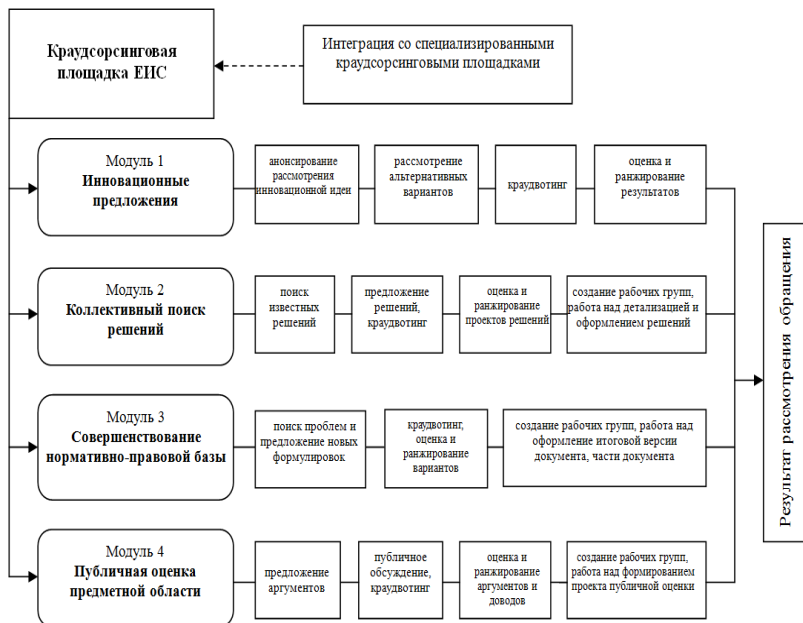 Краудсорсинговая
площадка ЕИС
Интеграция со специализированными
краудсорсинговыми площадками
Модуль 1
Инновационные
предложения
анонсирование
рассмотрения
инновационной идеи
рассмотрение
альтернативных
вариантов
краудвотинг
оценка и
ранжирование
результатов
Модуль 2
Коллективный поиск
решений
поиск
известных
решений
предложение
решений,
краудвотинг
оценка и
ранжирование
проектов решений
создание рабочих групп,
работа над детализацией и
оформлением решений
Модуль 3
Совершенствование
нормативно-правовой базы
поиск проблем и
предложение новых
формулировок
краудвотинг,
оценка и
ранжирование
вариантов
создание рабочих групп, работа над
оформление итоговой версии
документа, части документа
Модуль 4
Публичная оценка
предметной области
предложение
аргументов
публичное
обсуждение,
краудвотинг
оценка и
ранжирование
аргументов и
доводов
создание рабочих групп,
работа над формированием
проекта публичной оценки
Результат рассмотрения обращения